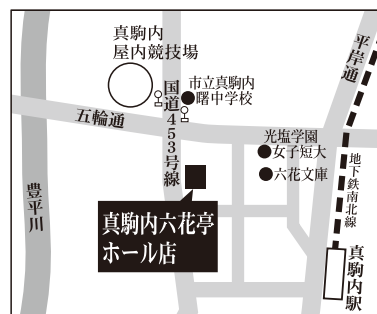 真駒内
屋内競技場
平岸通
国道453号線
市立真駒内
曙中学校
五輪通
光塩学園
女子短大
六花文庫
地下鉄南北線
豊平川
真駒内六花亭
ホール店
真駒内駅